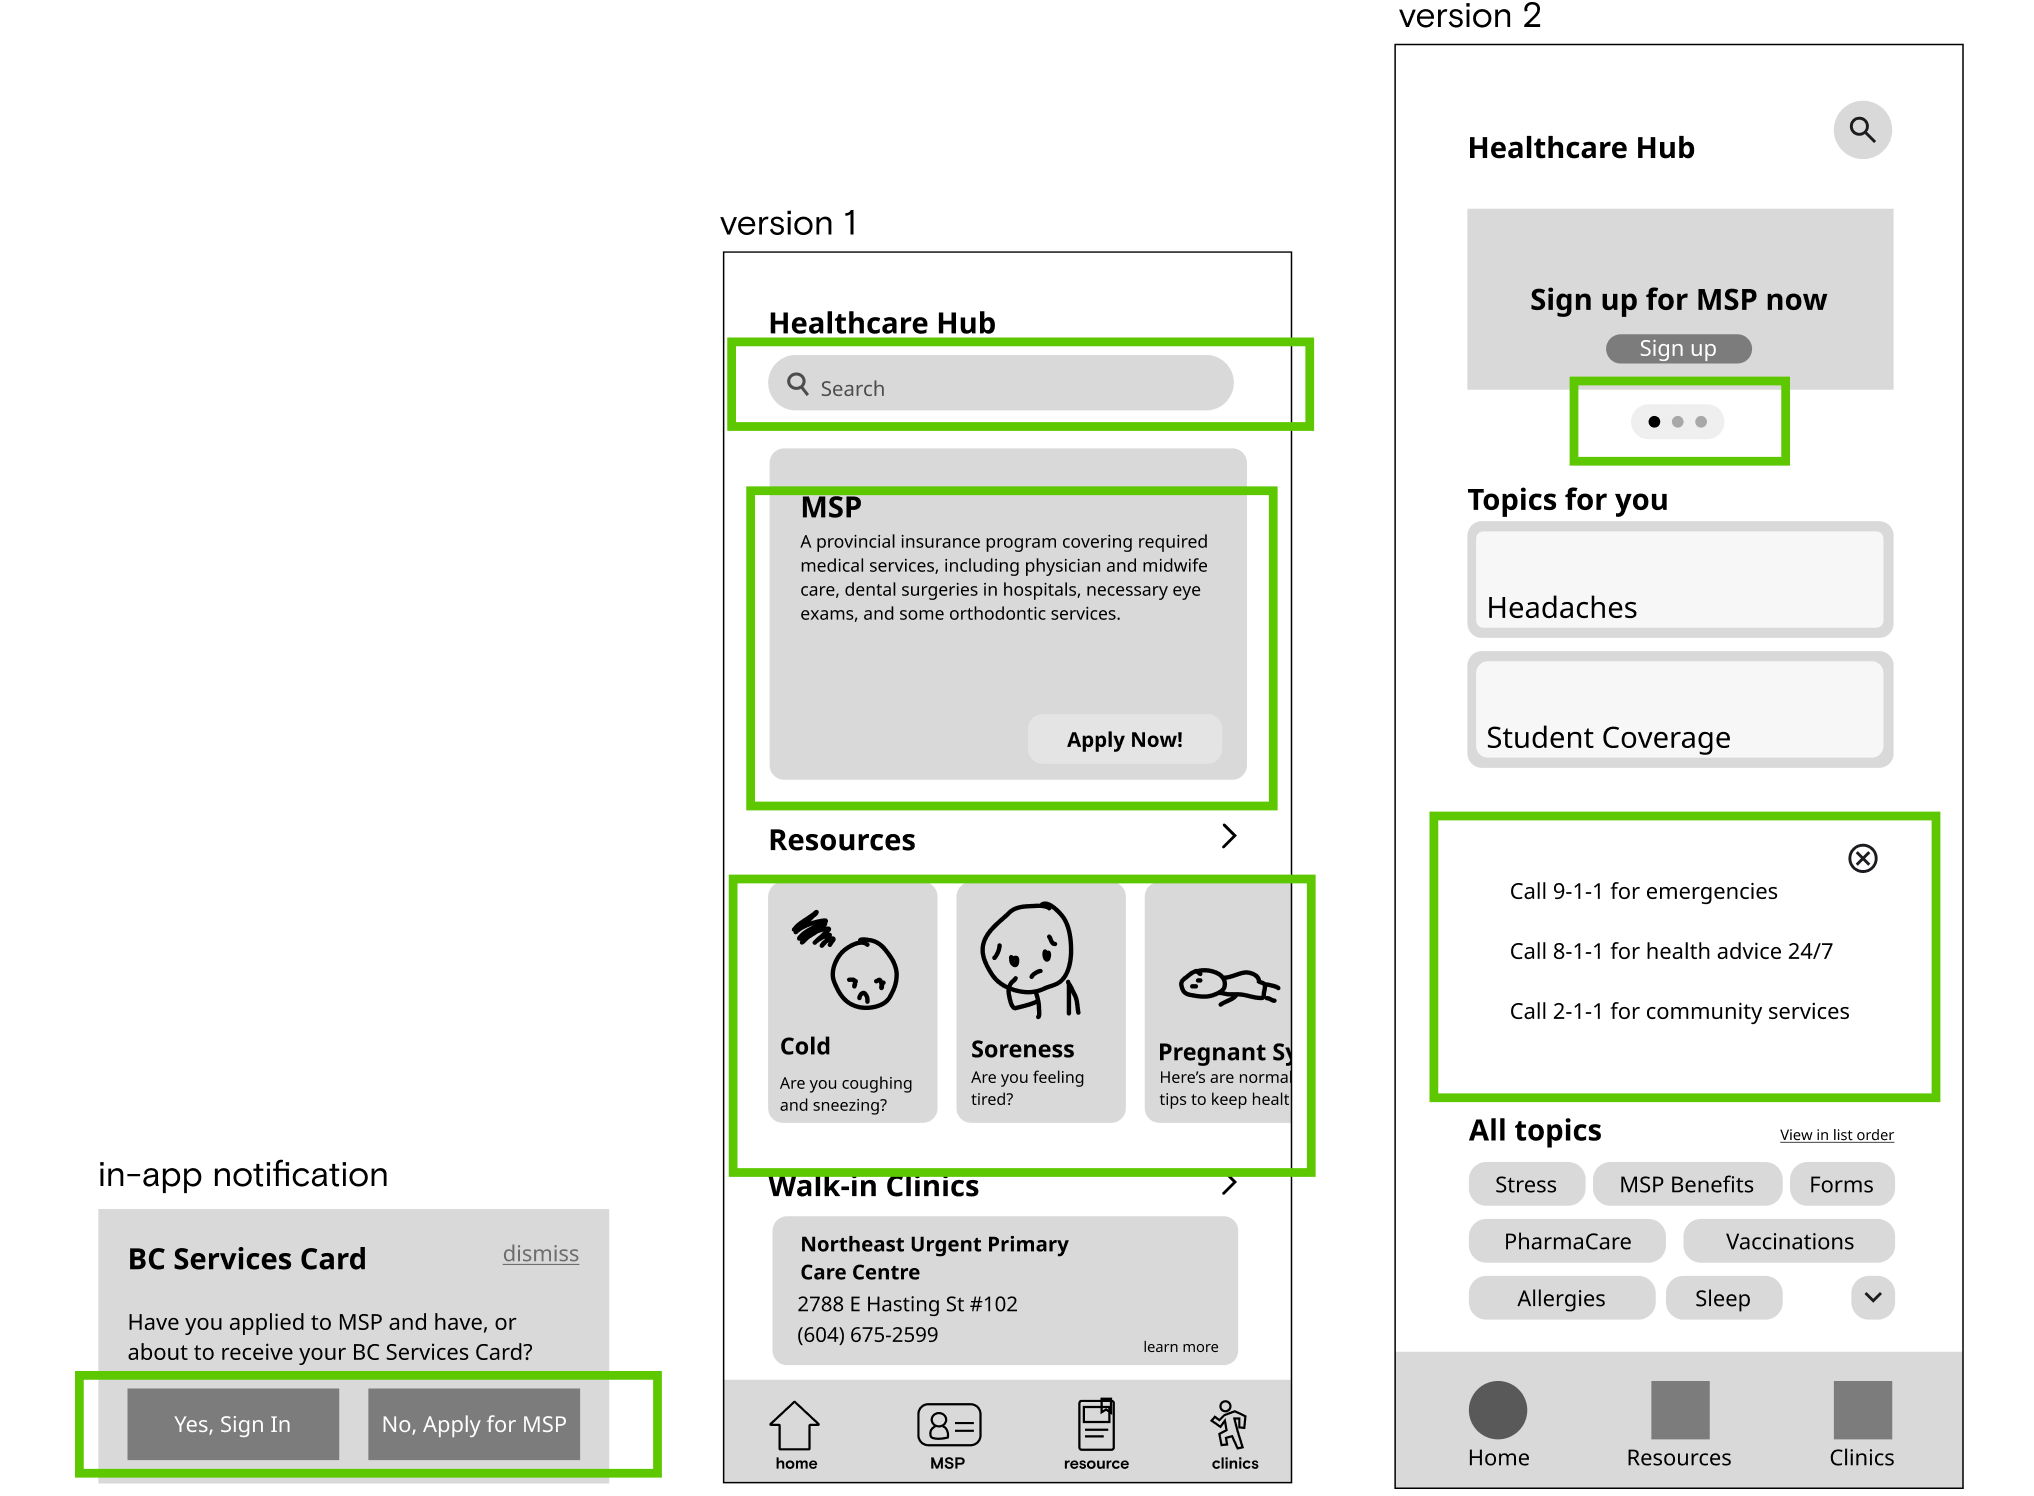 in-app notification
BC Services Card
dismiss
Have you applied to MSP and have, or
about to receive your BC Services Card?
Yes, Sign In
No, Apply for MSP
version 1
Healthcare Hub
Search
MSP
A provincial insurance program covering required
medical services, including physician and midwife
care, dental surgeries in hospitals, necessary eye
exams, and some orthodontic services.
Apply Now!
Resources
Cold
Are you coughing
and sneezing?
Soreness
Are you feeling
tired?
Pregnant Sy
Here's are normal
tips to keep healt
Walk-in Clinics
Northeast Urgent Primary
Care Centre
2788 E Hasting St #102
(604) 675-2599
learn more
home
MSP
resource
clinics
version 2
Healthcare Hub
Sign up for MSP now
Sign up
Topics for you
Headaches
Student Coverage
Call 9-1-1 for emergencies
Call 8-1-1 for health advice 24/7
Call 2-1-1 for community services
All topics
View in list order
Stress
MSP Benefits
Forms
PharmaCare
Vaccinations
Allergies
Sleep
Home
Resources
Clinics